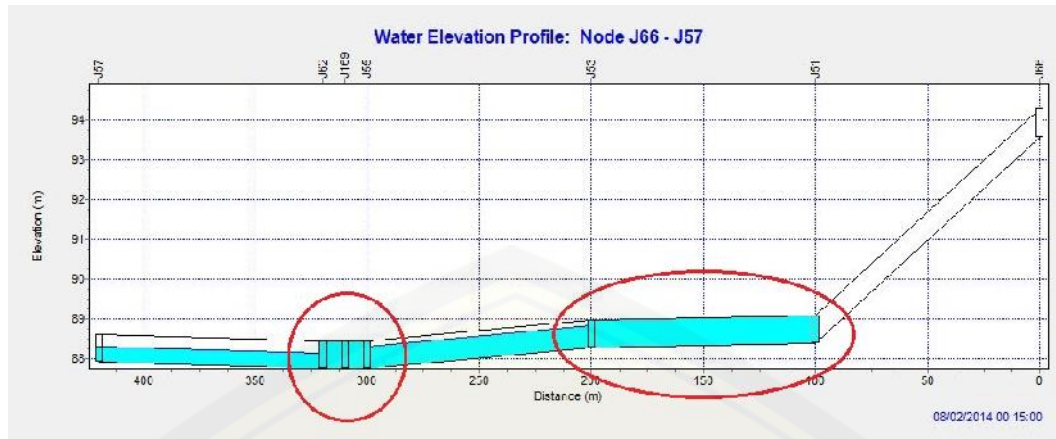 Water Elevation Profile: Node J66 - J57
J57 J62 J169 J55 J53 J51 J66
94
93
92
91
90
89
88
Elevation (m)
400 350 300 250 200 150 100 50 0
Distance (m)
08/02/2014 00 15:00